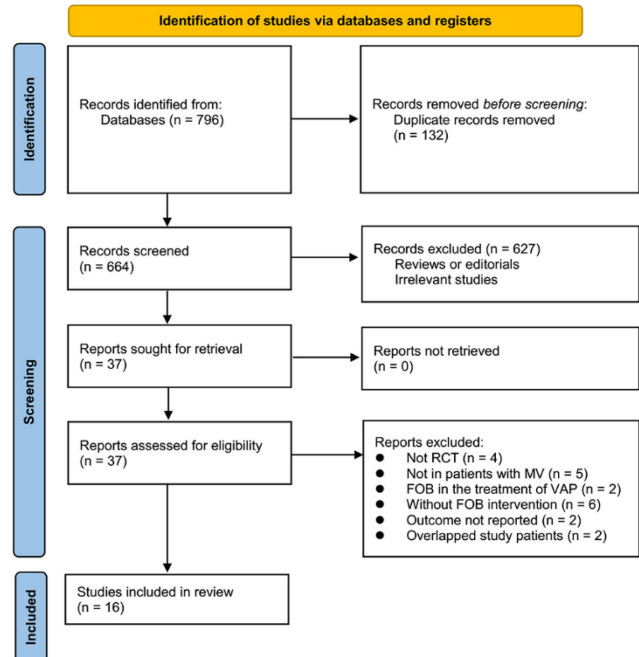 Identification of studies via databases and registers
Identification
Records identified from:
Databases (n = 796)
Records removed before screening:
Duplicate records removed
(n = 132)
Screening
Records screened
(n = 664)
Records excluded (n = 627)
Reviews or editorials
Irrelevant studies
Reports sought for retrieval
(n = 37)
Reports not retrieved
(n = 0)
Reports assessed for eligibility
(n = 37)
Reports excluded:
● Not RCT (n = 4)
● Not in patients with MV (n = 5)
● FOB in the treatment of VAP (n = 2)
● Without FOB intervention (n = 6)
● Outcome not reported (n = 2)
● Overlapped study patients (n = 2)
Included
Studies included in review
(n = 16)